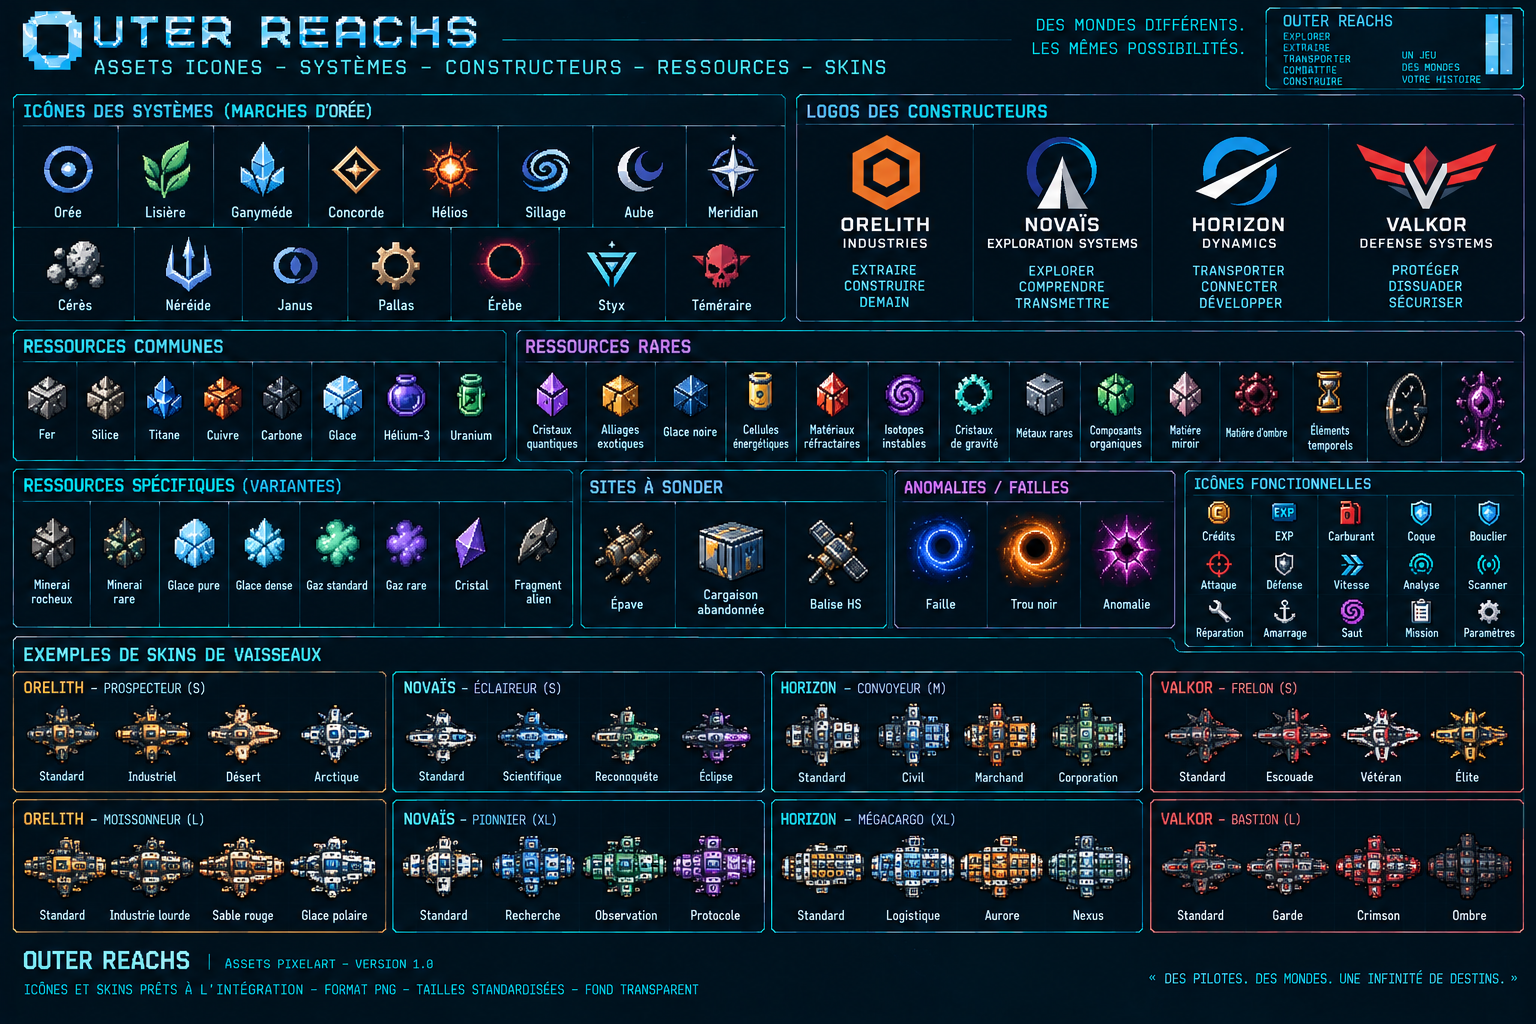 OUTER REACHS
ASSETS ICONES – SYSTÈMES – CONSTRUCTEURS – RESSOURCES – SKINS
DES MONDES DIFFÉRENTS.
LES MÊMES POSSIBILITÉS.
OUTER REACHS
EXPLORER
EXTRAIRE
TRANSPORTER
COMBATTRE
CONSTRUIRE
UN JEU
DES MONDES
VOTRE HISTOIRE
ICÔNES DES SYSTÈMES (MARCHES D'ORÉE)
Orée
Lisière
Ganyméde
Concorde
Hélios
Sillage
Aube
Meridian
Cérès
Néréide
Janus
Pallas
Érèbe
Styx
Téméraire
LOGOS DES CONSTRUCTEURS
ORELITH
INDUSTRIES
EXTRAIRE
CONSTRUIRE
DEMAIN
NOVAÏS
EXPLORATION SYSTEMS
EXPLORER
COMPRENDRE
TRANSMETTRE
HORIZON
DYNAMICS
TRANSPORTER
CONNECTER
DÉVELOPPER
VALKOR
DEFENSE SYSTEMS
PROTÉGER
DISSUADER
SÉCURISER
RESSOURCES COMMUNES
Fer
Silice
Titane
Cuivre
Carbone
Glace
Hélium-3
Uranium
RESSOURCES RARES
Cristaux
quantiques
Alliages
exotiques
Glace noire
Cellules
énergétiques
Matériaux
réfractaires
Isotopes
instables
Cristaux
de gravité
Métaux rares
Composants
organiques
Matière
miroir
Matière d'ombre
Éléments
temporels
RESSOURCES SPÉCIFIQUES (VARIANTES)
Minerai
rocheux
Minerai
rare
Glace pure
Glace dense
Gaz standard
Gaz rare
Cristal
Fragment
alien
SITES À SONDER
Épave
Cargaison
abandonnée
Balise HS
ANOMALIES / FAILLES
Faille
Trou noir
Anomalie
ICÔNES FONCTIONNELLES
EXP
Crédits
EXP
Carburant
Coque
Bouclier
Attaque
Défense
Vitesse
Analyse
Scanner
Réparation
Amarrage
Saut
Mission
Paramètres
EXEMPLES DE SKINS DE VAISSEAUX
ORELITH – PROSPECTEUR (S)
Standard
Industriel
Désert
Arctique
NOVAÏS – ÉCLAIREUR (S)
Standard
Scientifique
Reconoquête
Éclipse
HORIZON – CONVOYEUR (M)
Standard
Civil
Marchand
Corporation
VALKOR – FRELON (S)
Standard
Escouade
Vétéran
Élite
ORELITH – MOISSONNEUR (L)
Standard
Industrie lourde
Sable rouge
Glace polaire
NOVAÏS – PIONNIER (XL)
Standard
Recherche
Observation
Protocole
HORIZON – MÉGACARGO (XL)
Standard
Logistique
Aurore
Nexus
VALKOR – BASTION (L)
Standard
Garde
Crimson
Ombre
OUTER REACHS | ASSETS PIXELART – VERSION 1.0
ICÔNES ET SKINS PRÊTS À L'INTÉGRATION – FORMAT PNG – TAILLES STANDARDISÉES – FOND TRANSPARENT
« DES PILOTES. DES MONDES. UNE INFINITÉ DE DESTINS. »